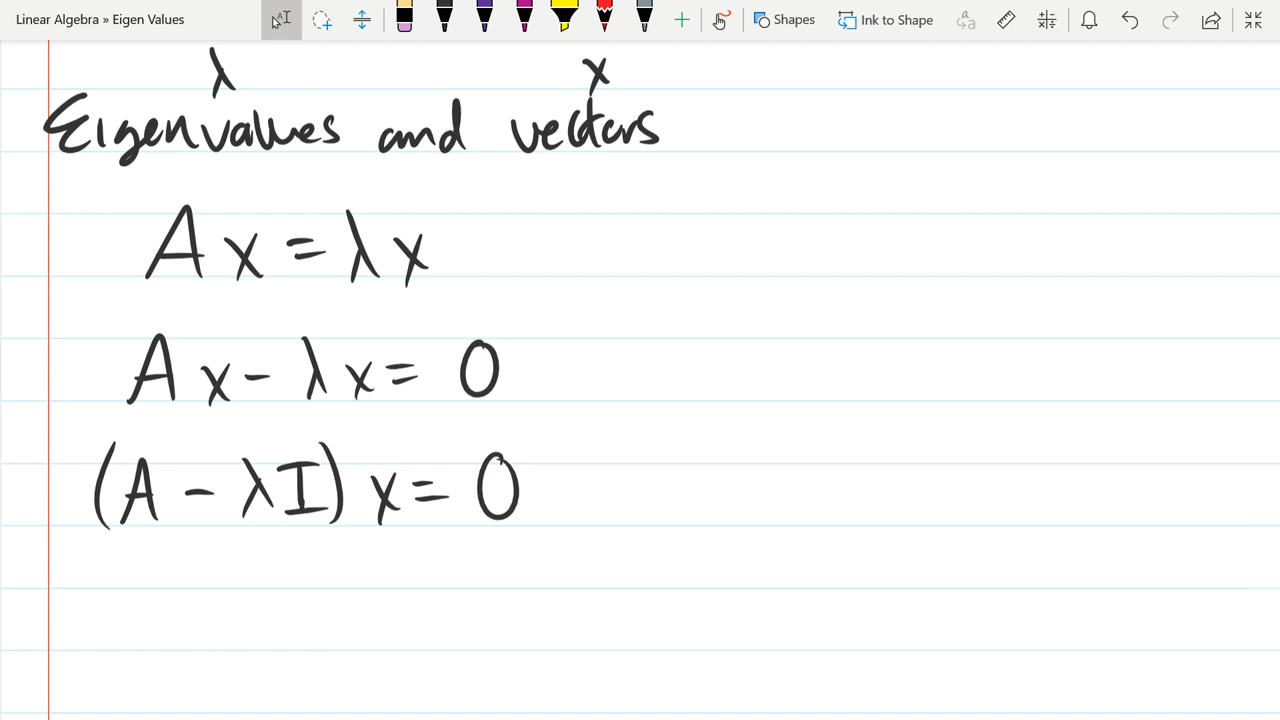 Linear Algebra » Eigen Values
Shapes
Ink to Shape
λ x
Eigenvalues and vectors
Ax = λx
Ax - λx = 0
(A - λI) x = 0